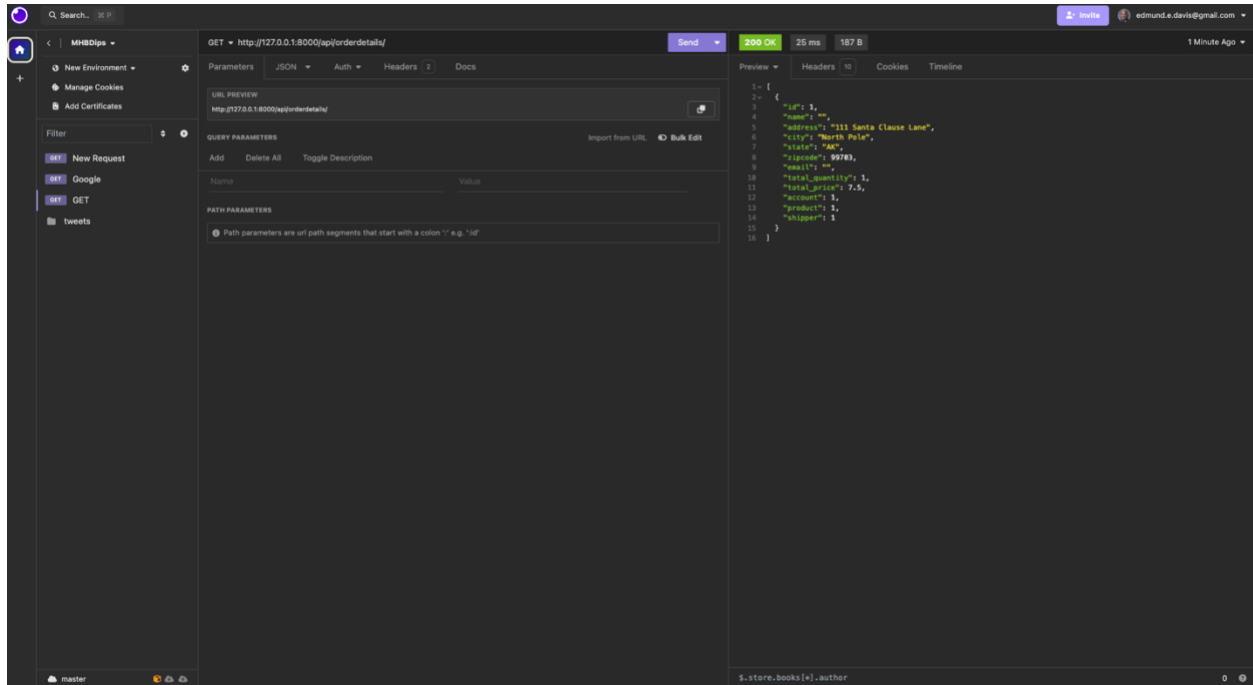 Search.. ⌘ P
Invite
edmund.e.davis@gmail.com
MHBDips
New Environment
Manage Cookies
Add Certificates
Filter
GET New Request
GET Google
GET GET
tweets
master
GET http://127.0.0.1:8000/api/orderdetails/
Send
Parameters JSON Auth Headers 2 Docs
URL PREVIEW
http://127.0.0.1:8000/api/orderdetails/
QUERY PARAMETERS Import from URL Bulk Edit
Add Delete All Toggle Description
Name Value
PATH PARAMETERS
Path parameters are url path segments that start with a colon ':' e.g. ':id'
200 OK 25 ms 187 B 1 Minute Ago
Preview Headers 10 Cookies Timeline
1 [
2 {
3 "id": 1,
4 "name": "",
5 "address": "111 Santa Clause Lane",
6 "city": "North Pole",
7 "state": "AK",
8 "zipcode": 99703,
9 "email": "",
10 "total_quantity": 1,
11 "total_price": 7.5,
12 "account": 1,
13 "product": 1,
14 "shipper": 1
15 }
16 ]
$.store.books[*].author 0